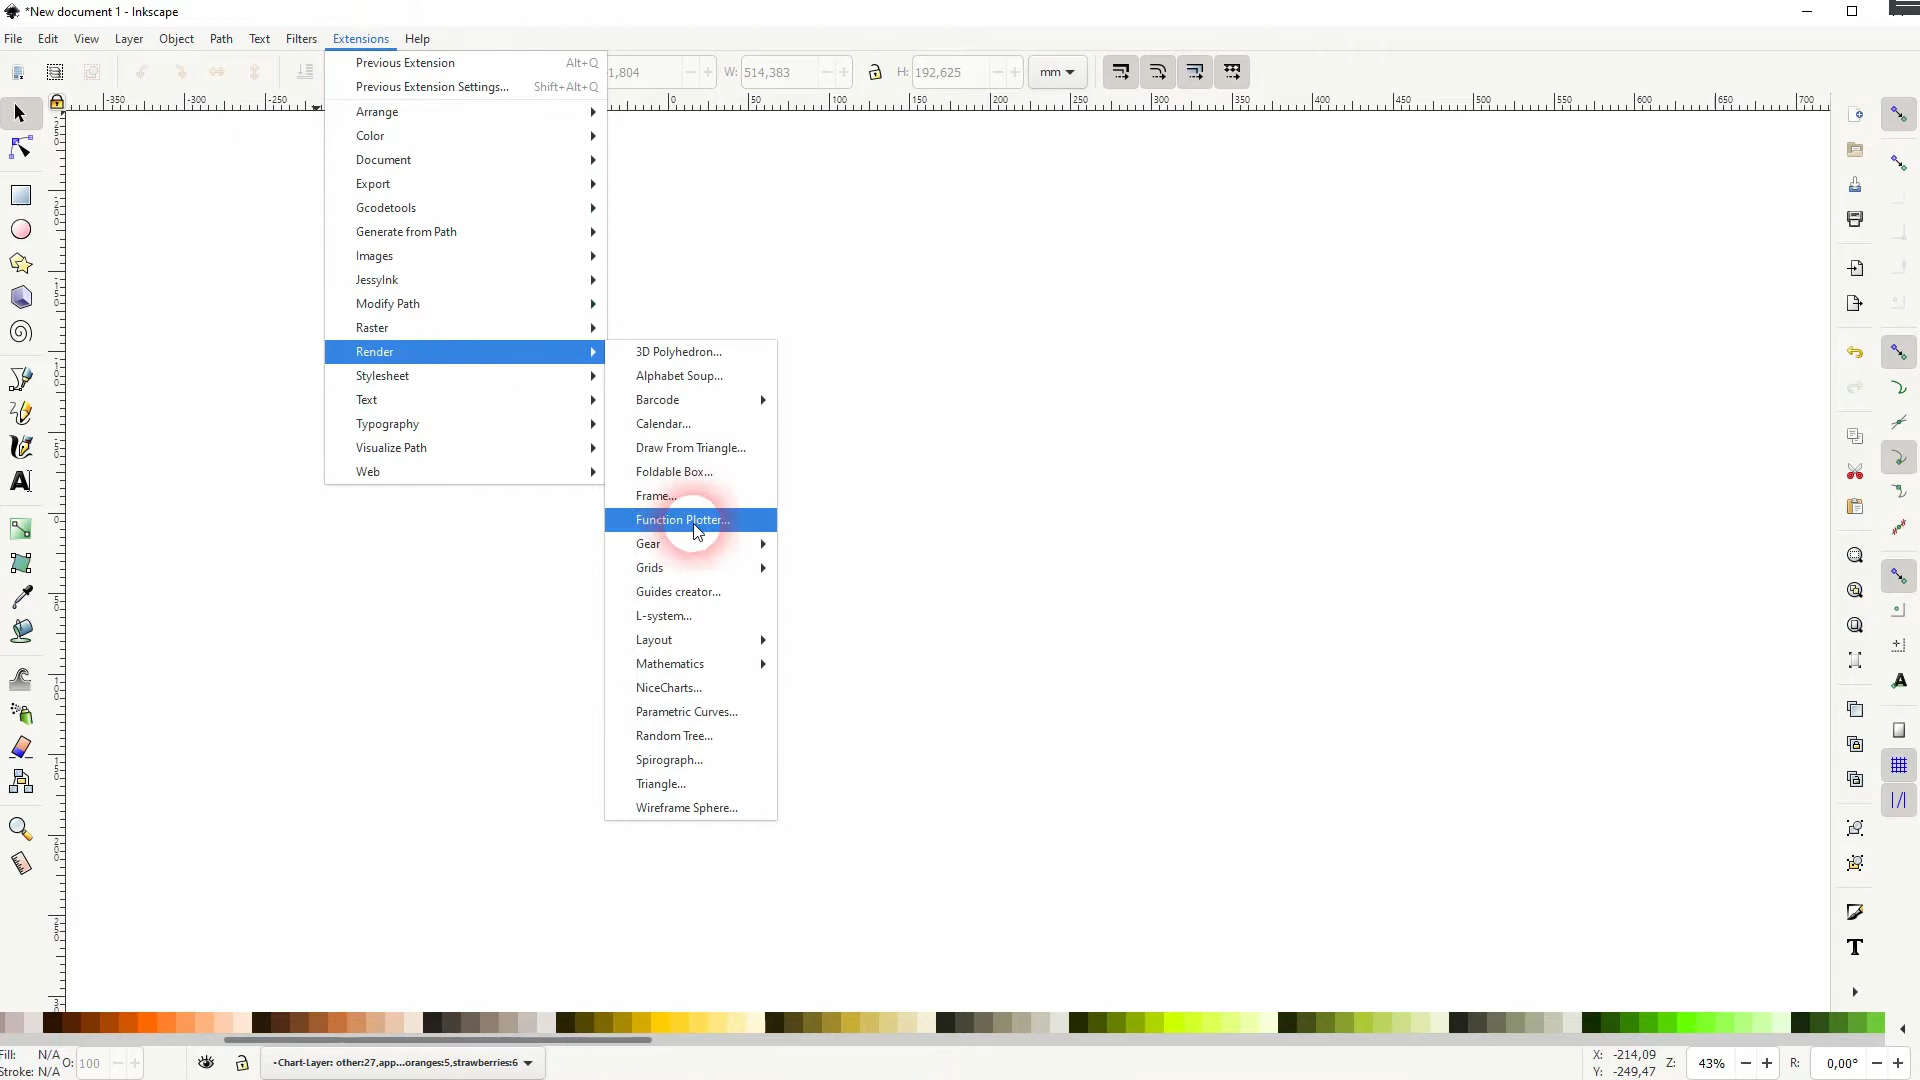 *New document 1 - Inkscape
File Edit View Layer Object Path Text Filters Extensions Help
1,804 W: 514,383 H: 192,625 mm
Previous Extension Alt+Q
Previous Extension Settings... Shift+Alt+Q
-350 -300 -250 0 50 100 150 200 250 300 350 400 450 500 550 600 650 700
Arrange
Color
Document
Export
Gcodetools
Generate from Path
Images
JessyInk
Modify Path
Raster
Render
Stylesheet
Text
Typography
Visualize Path
Web
3D Polyhedron...
Alphabet Soup...
Barcode
Calendar...
Draw From Triangle...
Foldable Box...
Frame...
Function Plotter...
Gear
Grids
Guides creator...
L-system...
Layout
Mathematics
NiceCharts...
Parametric Curves...
Random Tree...
Spirograph...
Triangle...
Wireframe Sphere...
Fill: N/A
Stroke: N/A
O: 100
•Chart-Layer: other:27,app...oranges:5,strawberries:6
X: -214,09
Y: -249,47
Z: 43%
R: 0,00°